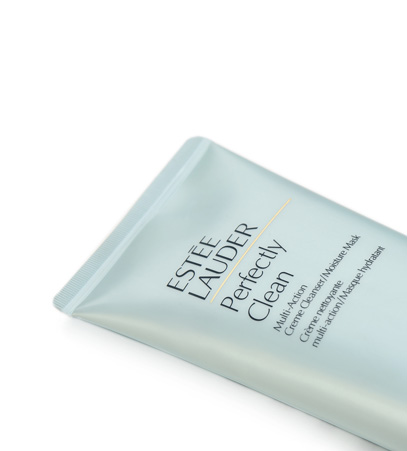 ESTĒE
LAUDER
Perfectly
Clean
Multi-Action
Creme Cleanser/Moisture Mask
Crème nettoyante
multi-action/Masque hydratant